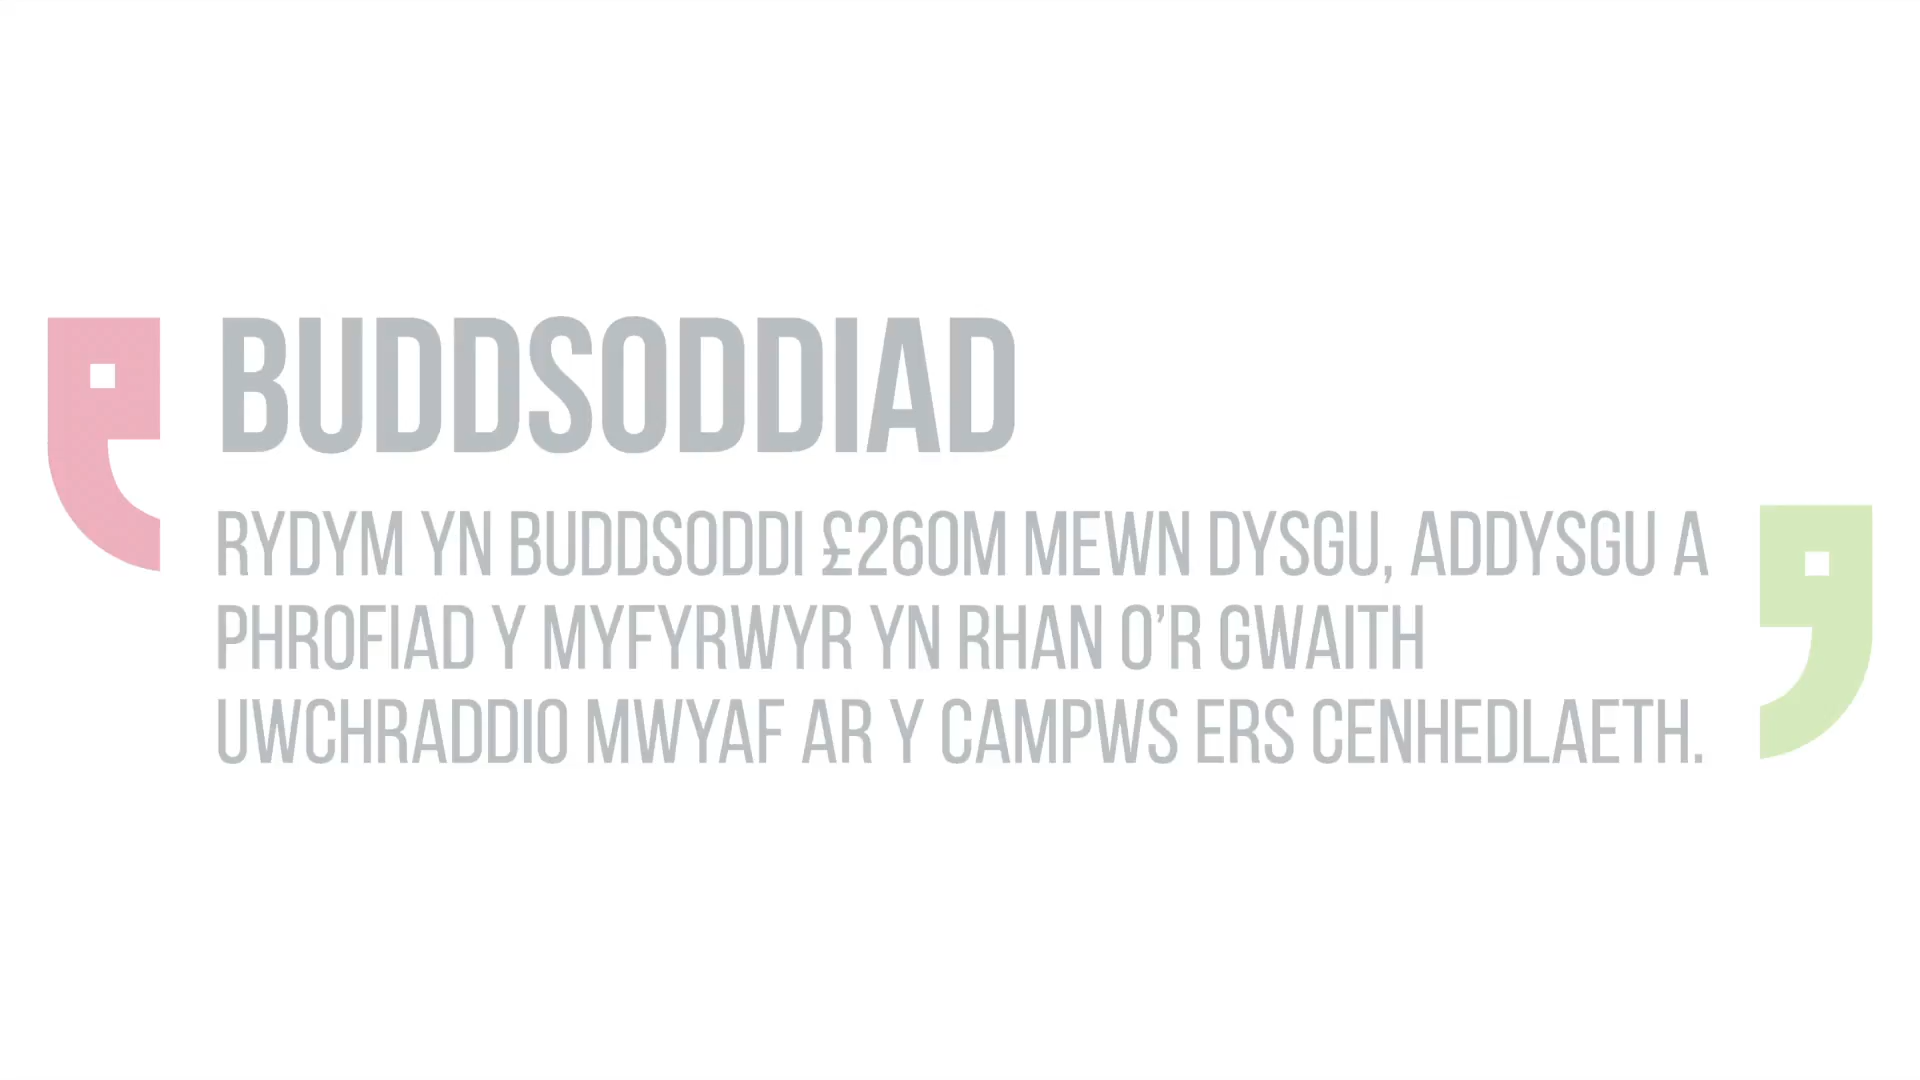 BUDDSODDIAD
RYDYM YN BUDDSODDI £260M MEWN DYSGU, ADDYSGU A
PHROFIAD Y MYFYRWYR YN RHAN O’R GWAITH
UWCHRADDIO MWYAF AR Y CAMPWS ERS CENHEDLAETH.